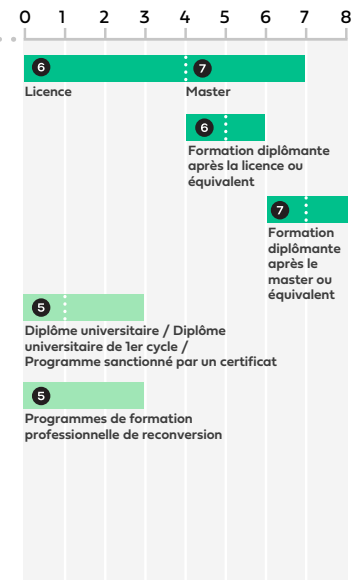 0 1 2 3 4 5 6 7 8
6 7
Licence Master
6
Formation diplômante
après la licence ou
équivalent
7
Formation
diplômante
après le
master ou
équivalent
5
Diplôme universitaire / Diplôme
universitaire de 1er cycle /
Programme sanctionné par un certificat
5
Programmes de formation
professionnelle de reconversion